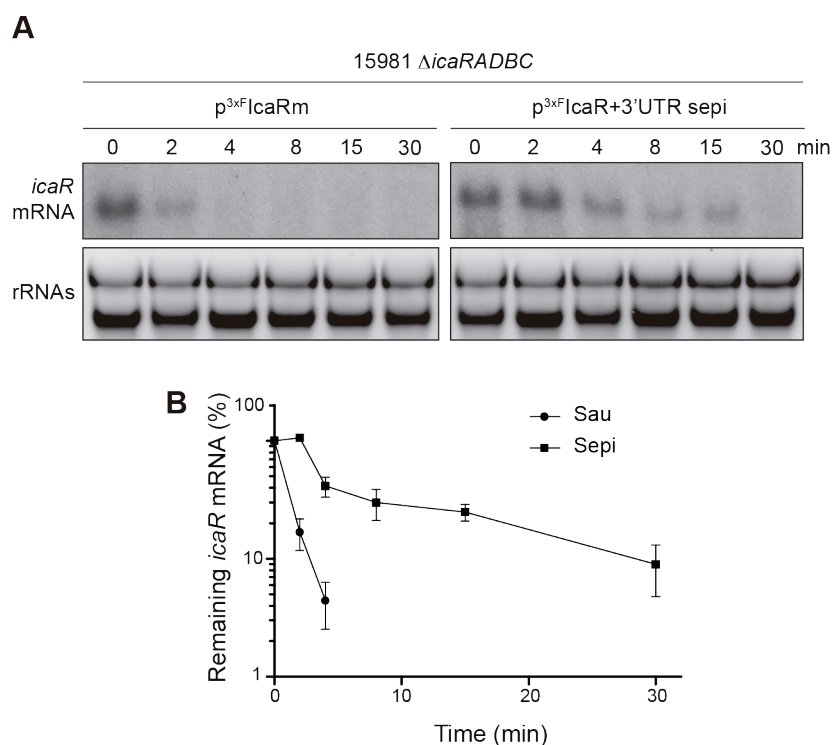 A
15981 ΔicaRADBC
p3xFIcaRm p3xFIcaR+3’UTR sepi
0 2 4 8 15 30 0 2 4 8 15 30 min
icaR
mRNA
rRNAs
B
100
10
1
Remaining icaR mRNA (%)
Sau
Sepi
0 10 20 30
Time (min)